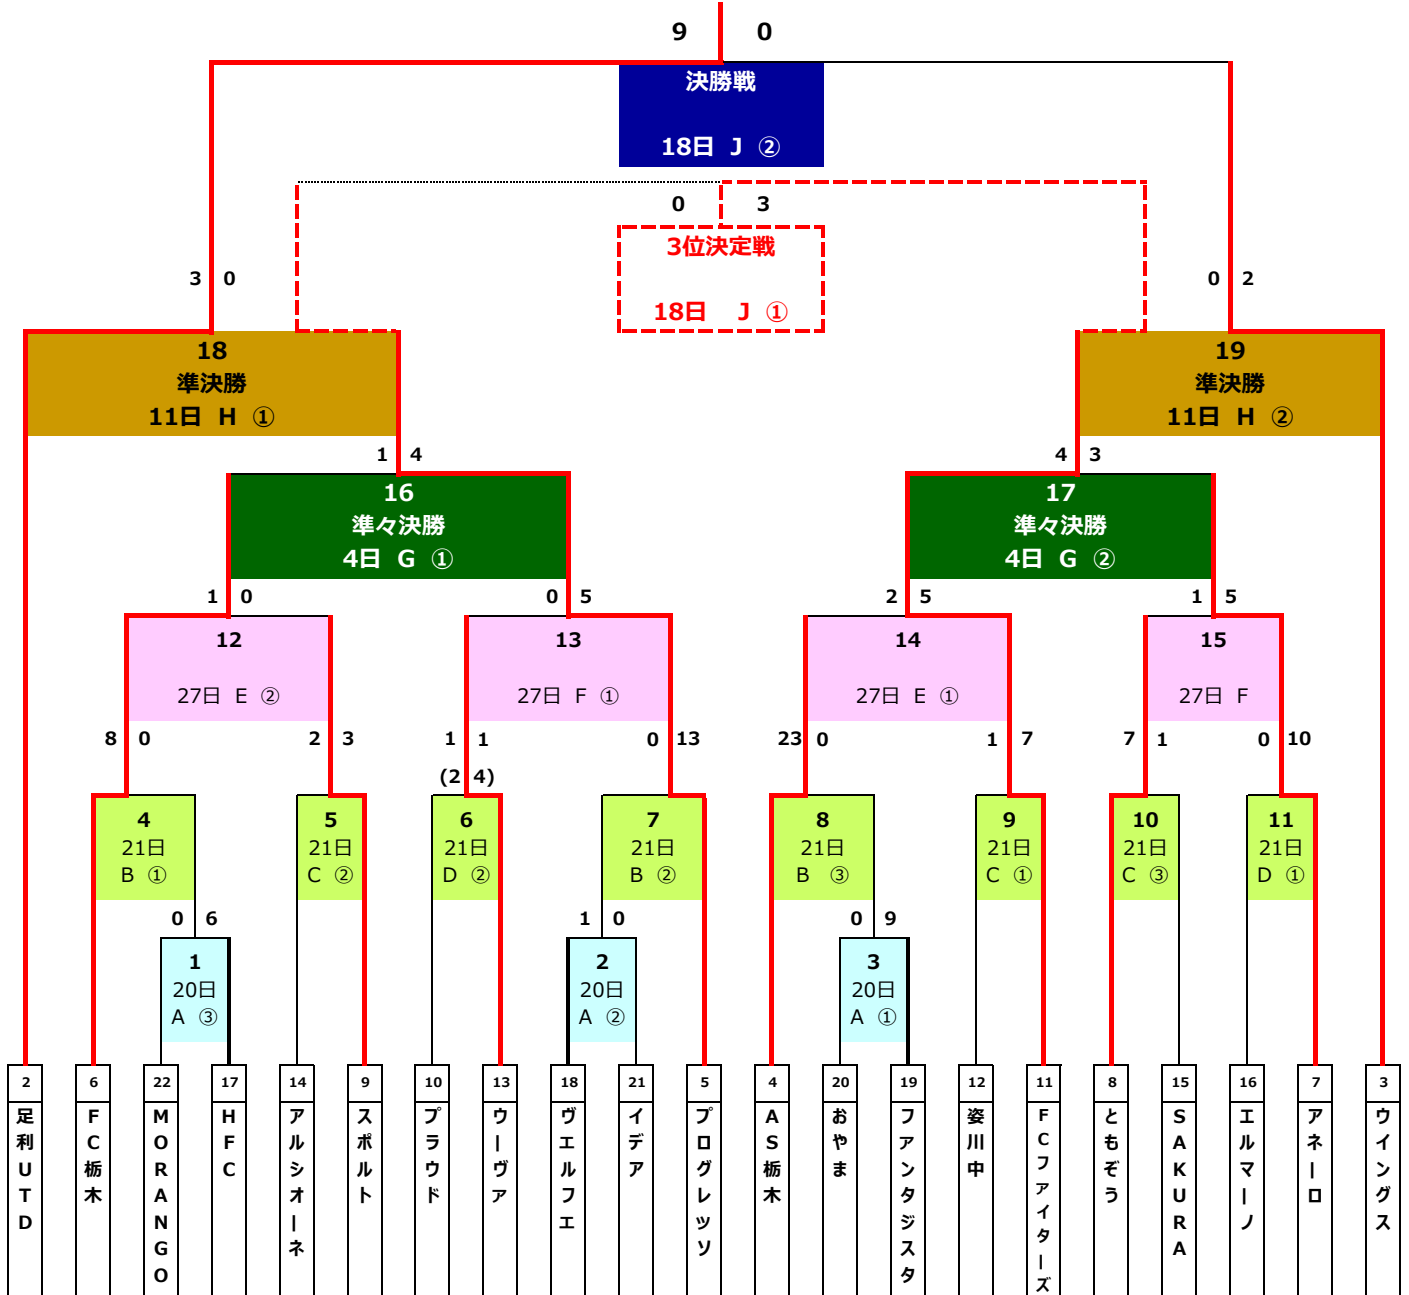 9 0
決勝戦
18日 J ②
0 3
3位決定戦
18日 J ①
3 0
0 2
18
準決勝
11日 H ①
19
準決勝
11日 H ②
1 4
4 3
16
準々決勝
4日 G ①
17
準々決勝
4日 G ②
1 0
0 5
2 5
1 5
12
27日 E ②
13
27日 F ①
14
27日 E ①
15
27日 F
8 0
2 3
1 1
(2 4)
0 13
23 0
1 7
7 1
0 10
4
21日
B ①
5
21日
C ②
6
21日
D ②
7
21日
B ②
8
21日
B ③
9
21日
C ①
10
21日
C ③
11
21日
D ①
0 6
1 0
0 9
1
20日
A ③
2
20日
A ②
3
20日
A ①
2
足利UTD
6
FC栃木
22
MORANGO
17
HFC
14
アルシオーネ
9
スポルト
10
プラウド
13
ウーヴァ
18
ヴエルフエ
21
イデア
5
プログレッソ
4
AS栃木
20
おやま
19
ファンタジスタ
12
姿川中
11
FCファイターズ
8
ともぞう
15
SAKURA
16
エルマーノ
7
アネーロ
3
ウイングス